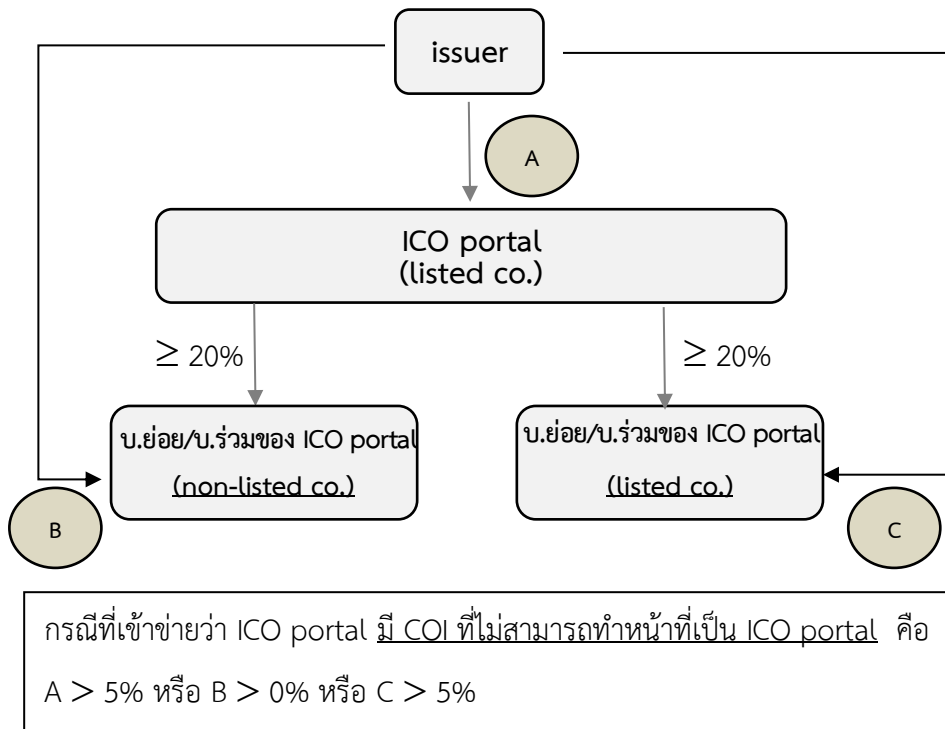 issuer
A
ICO portal
(listed co.)
≥ 20%
≥ 20%
บ.ย่อย/บ.ร่วมของ ICO portal
(non-listed co.)
บ.ย่อย/บ.ร่วมของ ICO portal
(listed co.)
B
C
กรณีที่เข้าข่ายว่า ICO portal มี COI ที่ไม่สามารถทำหน้าที่เป็น ICO portal คือ
A > 5% หรือ B > 0% หรือ C > 5%